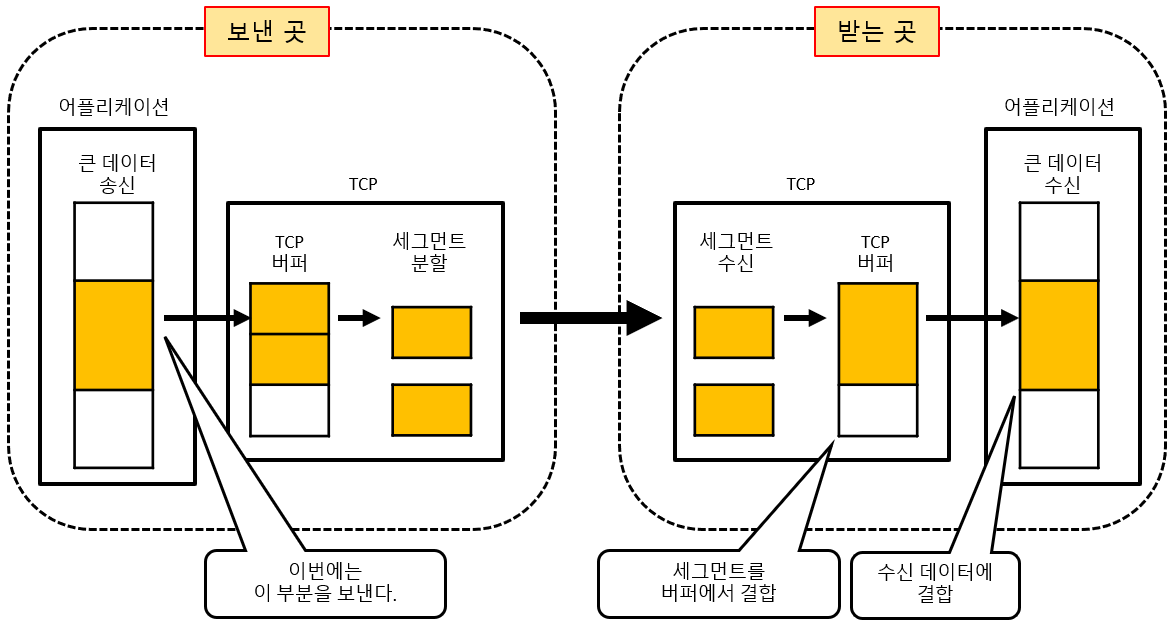 보낸 곳
어플리케이션
큰 데이터
송신
TCP
TCP
버퍼
세그먼트
분할
이번에는
이 부분을 보낸다.
받는 곳
TCP
세그먼트
수신
TCP
버퍼
어플리케이션
큰 데이터
수신
세그먼트를
버퍼에서 결합
수신 데이터에
결합